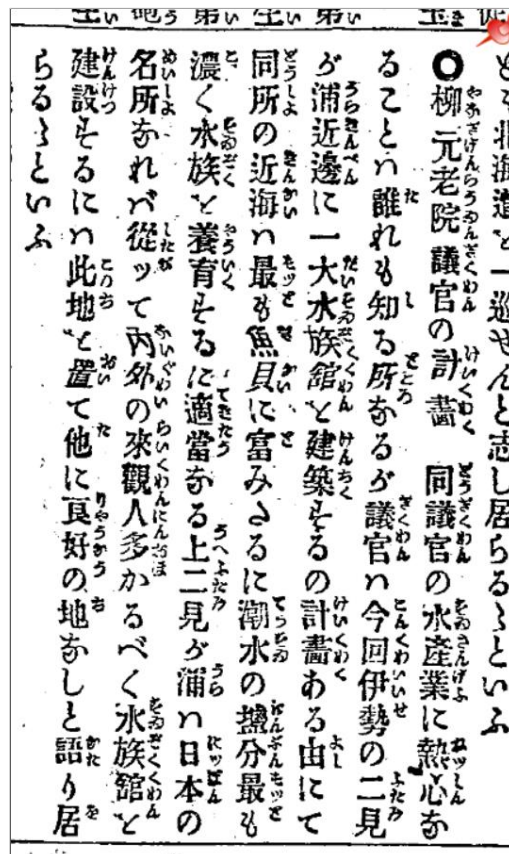 も北海道を一巡せんと志し居らるゝといふ
○柳元老院議官の計畵　同議官の水産業に熱心な
ることハ誰れも知る所なるが議官ハ今回伊勢の二見
が浦近邊に一大水族舘を建築するの計畵ある由にて
同所の近海ハ最も魚貝に富みさるに潮水の鹽分最も
濃く水族を養育するに適當なる上二見が浦ハ日本の
名所なれバ從ッて內外の來觀人多かるべく水族舘を
建設するにハ此地を置て他に良好の地なしと語り居
らるゝといふ